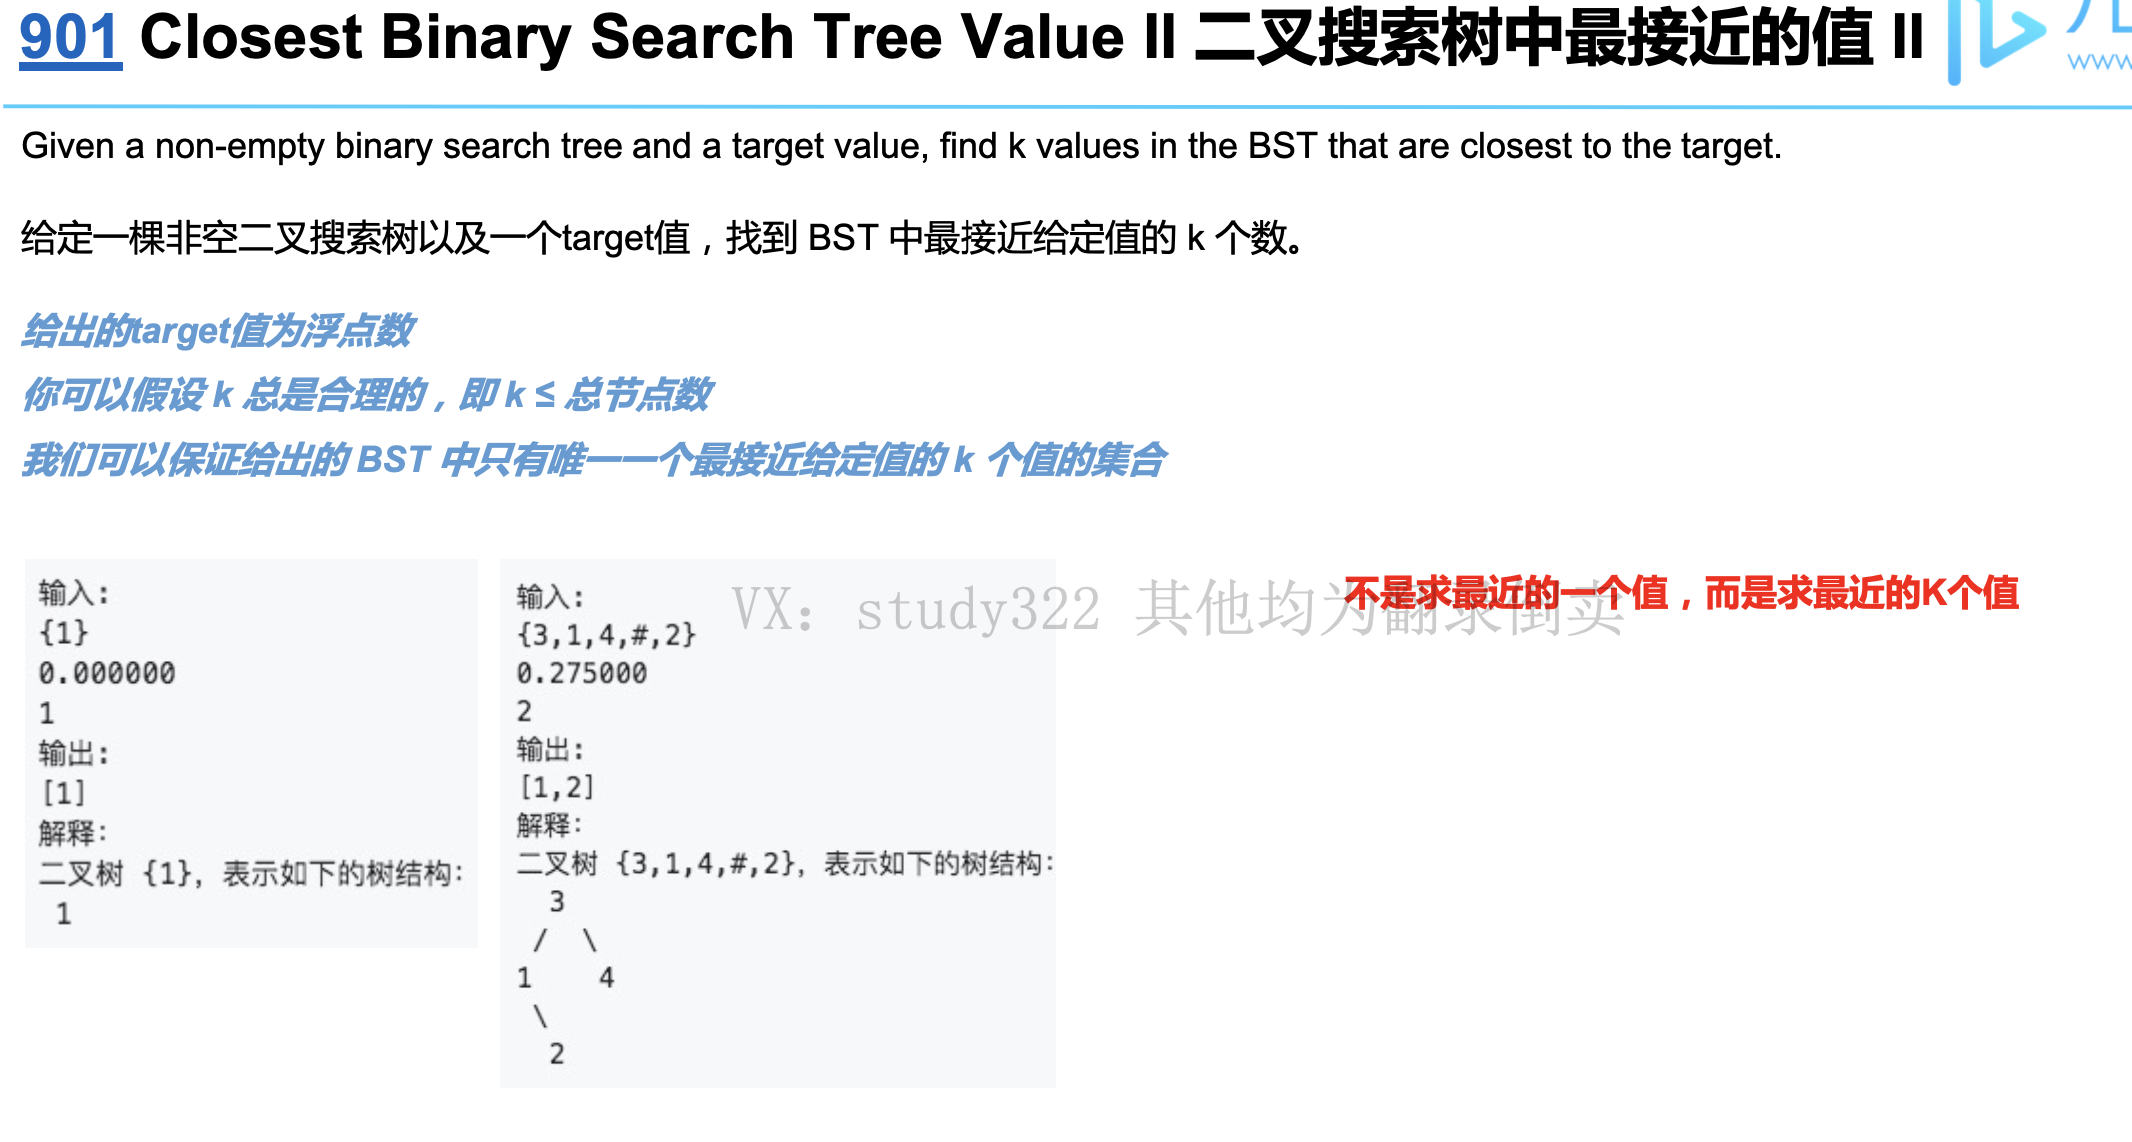 901 Closest Binary Search Tree Value II 二叉搜索树中最接近的值 II
www
Given a non-empty binary search tree and a target value, find k values in the BST that are closest to the target.
给定一棵非空二叉搜索树以及一个target值，找到 BST 中最接近给定值的 k 个数。
给出的target值为浮点数
你可以假设 k 总是合理的，即 k ≤ 总节点数
我们可以保证给出的 BST 中只有唯一一个最接近给定值的 k 个值的集合
输入:
{1}
0.000000
1
输出:
[1]
解释:
二叉树 {1}, 表示如下的树结构:
1
输入:
{3,1,4,#,2}
0.275000
2
输出:
[1,2]
解释:
二叉树 {3,1,4,#,2}, 表示如下的树结构:
3
/ \
1 4
\
2
VX: study322 其他均为翻录倒卖
不是求最近的一个值，而是求最近的K个值